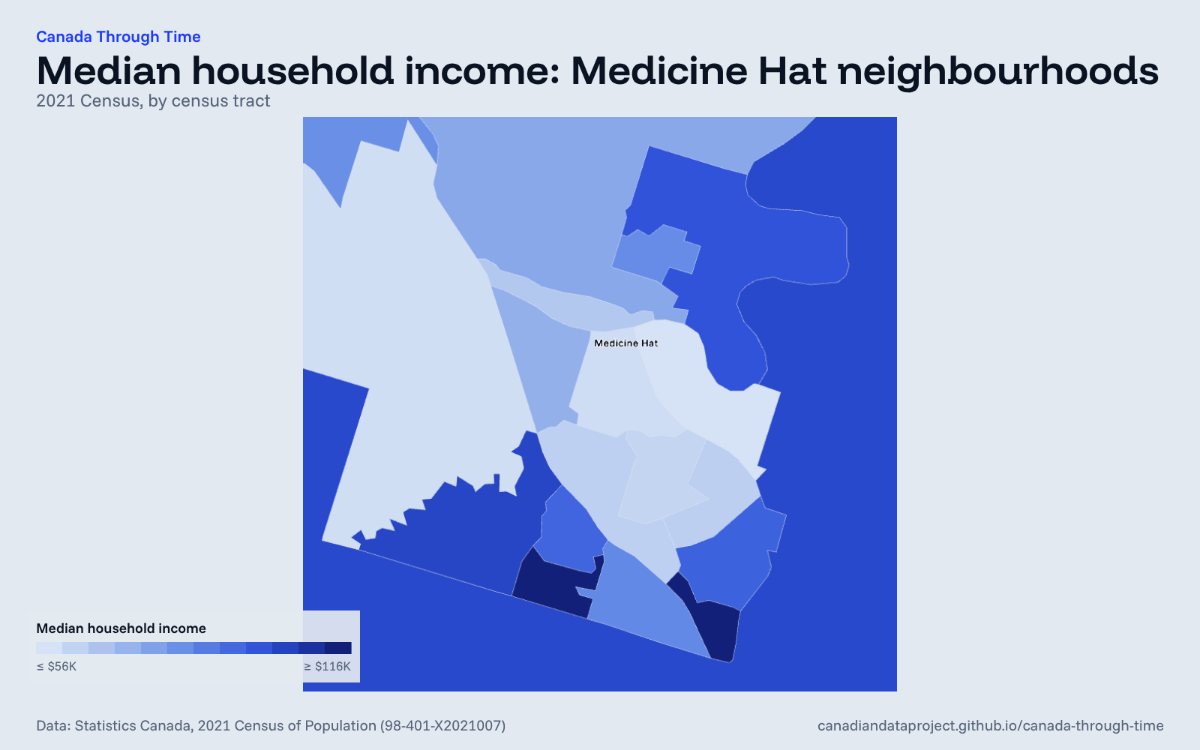 Canada Through Time
Median household income: Medicine Hat neighbourhoods
2021 Census, by census tract
Medicine Hat
Median household income
≤ $56K ≥ $116K
Data: Statistics Canada, 2021 Census of Population (98-401-X2021007) canadiandataproject.github.io/canada-through-time